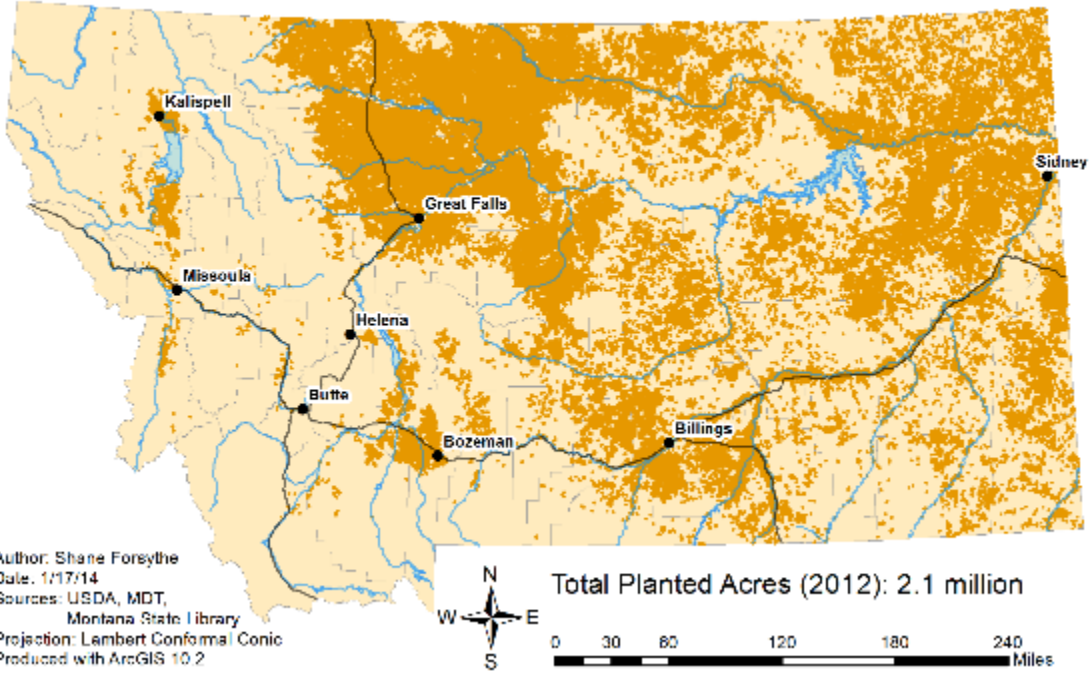 Kalispell
Sidney
Great Falls
Missoula
Helena
Butte
Billings
Bozeman
Author: Shane Forsythe
Date: 1/17/14
Sources: USDA, MDT,
Montana State Library
Projection: Lambert Conformal Conic
Produced with ArcGIS 10.2
N
W E
S
Total Planted Acres (2012): 2.1 million
0 30 60 120 180 240
Miles